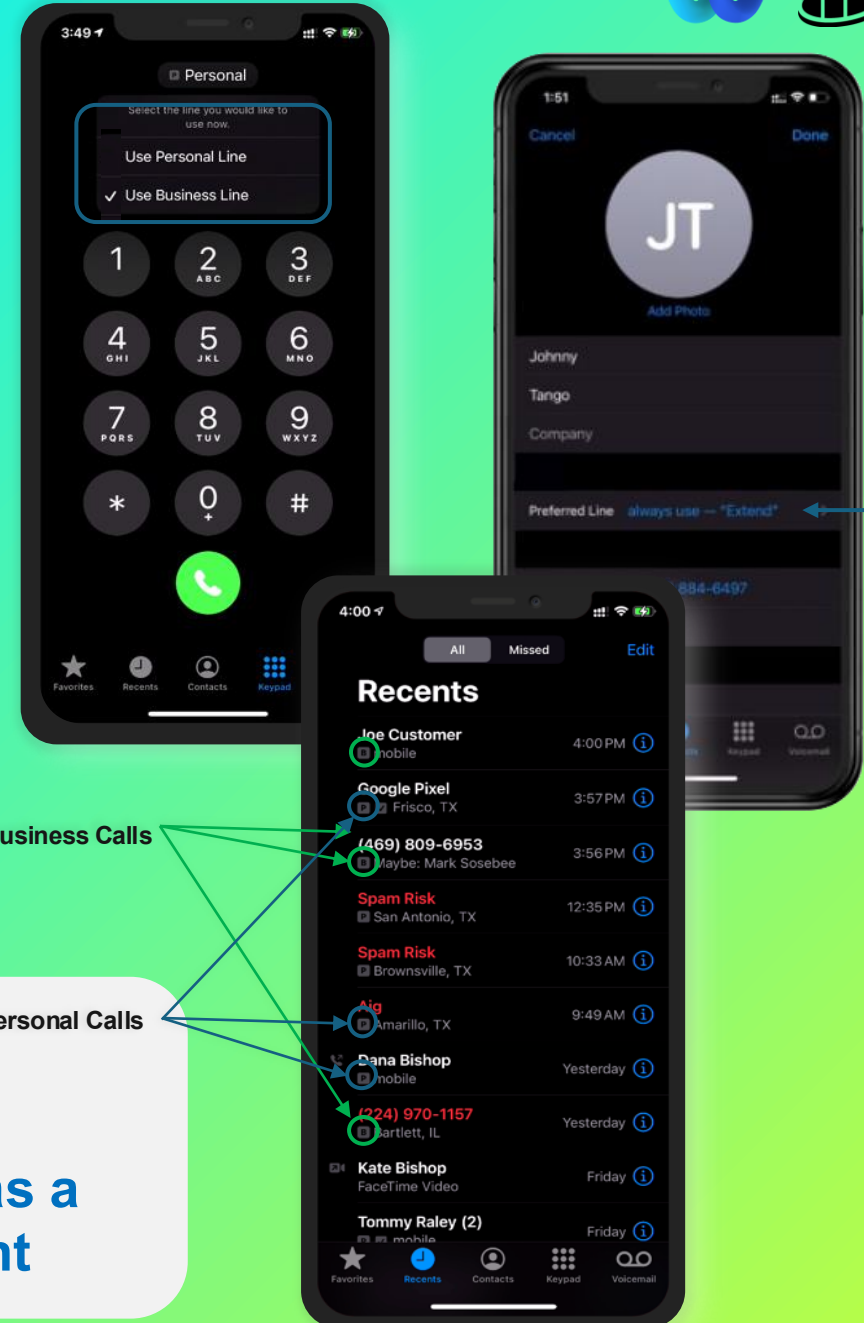 3:49
P Personal
Select the line you would like to
use now.
Use Personal Line
✓ Use Business Line
1
2
ABC
3
DEF
4
GHI
5
JKL
6
MNO
7
PQRS
8
TUV
9
WXYZ
*
0
+
#
Favorites
Recents
Contacts
Keypad
1:51
Cancel
Done
JT
Add Photo
Johnny
Tango
Company
Preferred Line always use — "Extend"
884-6497
Keypad
Voicemail
4:00
All
Missed
Edit
Recents
Joe Customer
B mobile
4:00 PM
Google Pixel
P Frisco, TX
3:57 PM
(469) 809-6953
B Maybe: Mark Sosebee
3:56 PM
Spam Risk
P San Antonio, TX
12:35 PM
Spam Risk
P Brownsville, TX
10:33 AM
Aig
P Amarillo, TX
9:49 AM
Dana Bishop
P mobile
Yesterday
(224) 970-1157
B Bartlett, IL
Yesterday
Kate Bishop
FaceTime Video
Friday
Tommy Raley (2)
P mobile
Friday
Favorites
Recents
Contacts
Keypad
Voicemail
usiness Calls
ersonal Calls
as a
nt